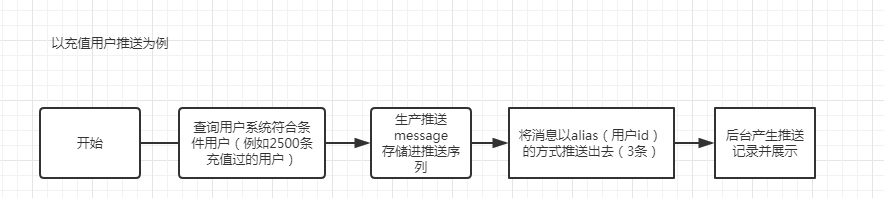 以充值用户推送为例
开始
查询用户系统符合条
件用户（例如2500条
充值过的用户）
生产推送
message
存储进推送序
列
将消息以alias（用户id）
的方式推送出去（3条）
后台产生推送
记录并展示